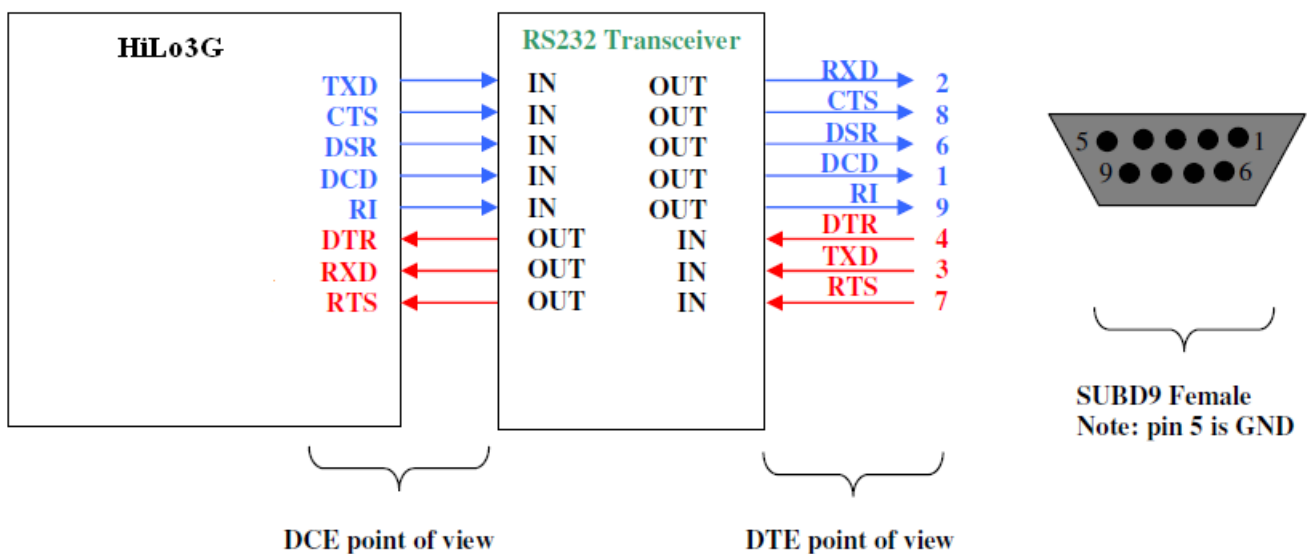 HiLo3G
RS232 Transceiver
TXD IN OUT RXD 2
CTS IN OUT CTS 8
DSR IN OUT DSR 6
DCD IN OUT DCD 1
RI IN OUT RI 9
DTR OUT IN DTR 4
RXD OUT IN TXD 3
RTS OUT IN RTS 7
5 1
9 6
SUBD9 Female
Note: pin 5 is GND
DCE point of view
DTE point of view